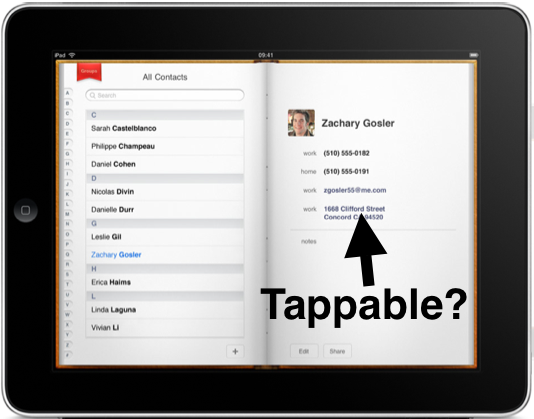 iPad
09:41
Groups
All Contacts
Search
A
B
C
D
E
F
G
H
I
J
K
L
M
N
O
P
Q
R
S
T
U
V
W
X
Y
Z
#
C
Sarah Castelblanco
Philippe Champeau
Daniel Cohen
D
Nicolas Divin
Danielle Durr
G
Leslie Gil
Zachary Gosler
H
Erica Haims
L
Linda Laguna
Vivian Li
+
Zachary Gosler
work (510) 555-0182
home (510) 555-0191
work zgosler55@me.com
work 1668 Clifford Street
Concord CA 94520
notes
Tappable?
Edit Share